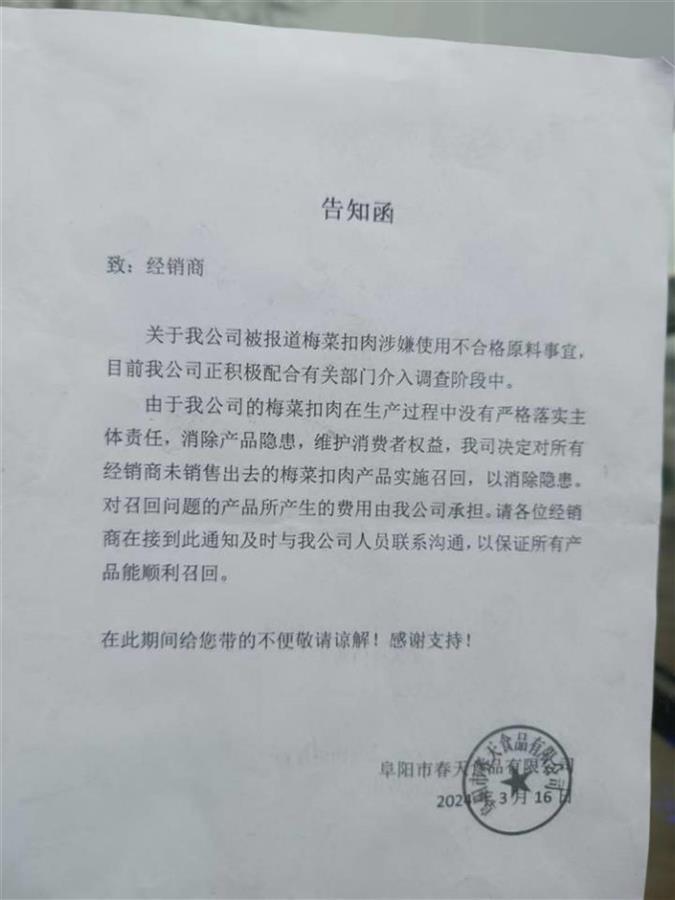 告知函
致：经销商
关于我公司被报道梅菜扣肉涉嫌使用不合格原料事宜，
目前我公司正积极配合有关部门介入调查阶段中。
由于我公司的梅菜扣肉在生产过程中没有严格落实主
体责任，消除产品隐患，维护消费者权益，我司决定对所有
经销商未销售出去的梅菜扣肉产品实施召回，以消除隐患。
对召回问题的产品所产生的费用由我公司承担。请各位经销
商在接到此通知及时与我公司人员联系沟通，以保证所有产
品能顺利召回。
在此期间给您带的不便敬请谅解！感谢支持！
阜阳市春天食品有限公司
2024年3月16日
阜阳市春天食品有限公司